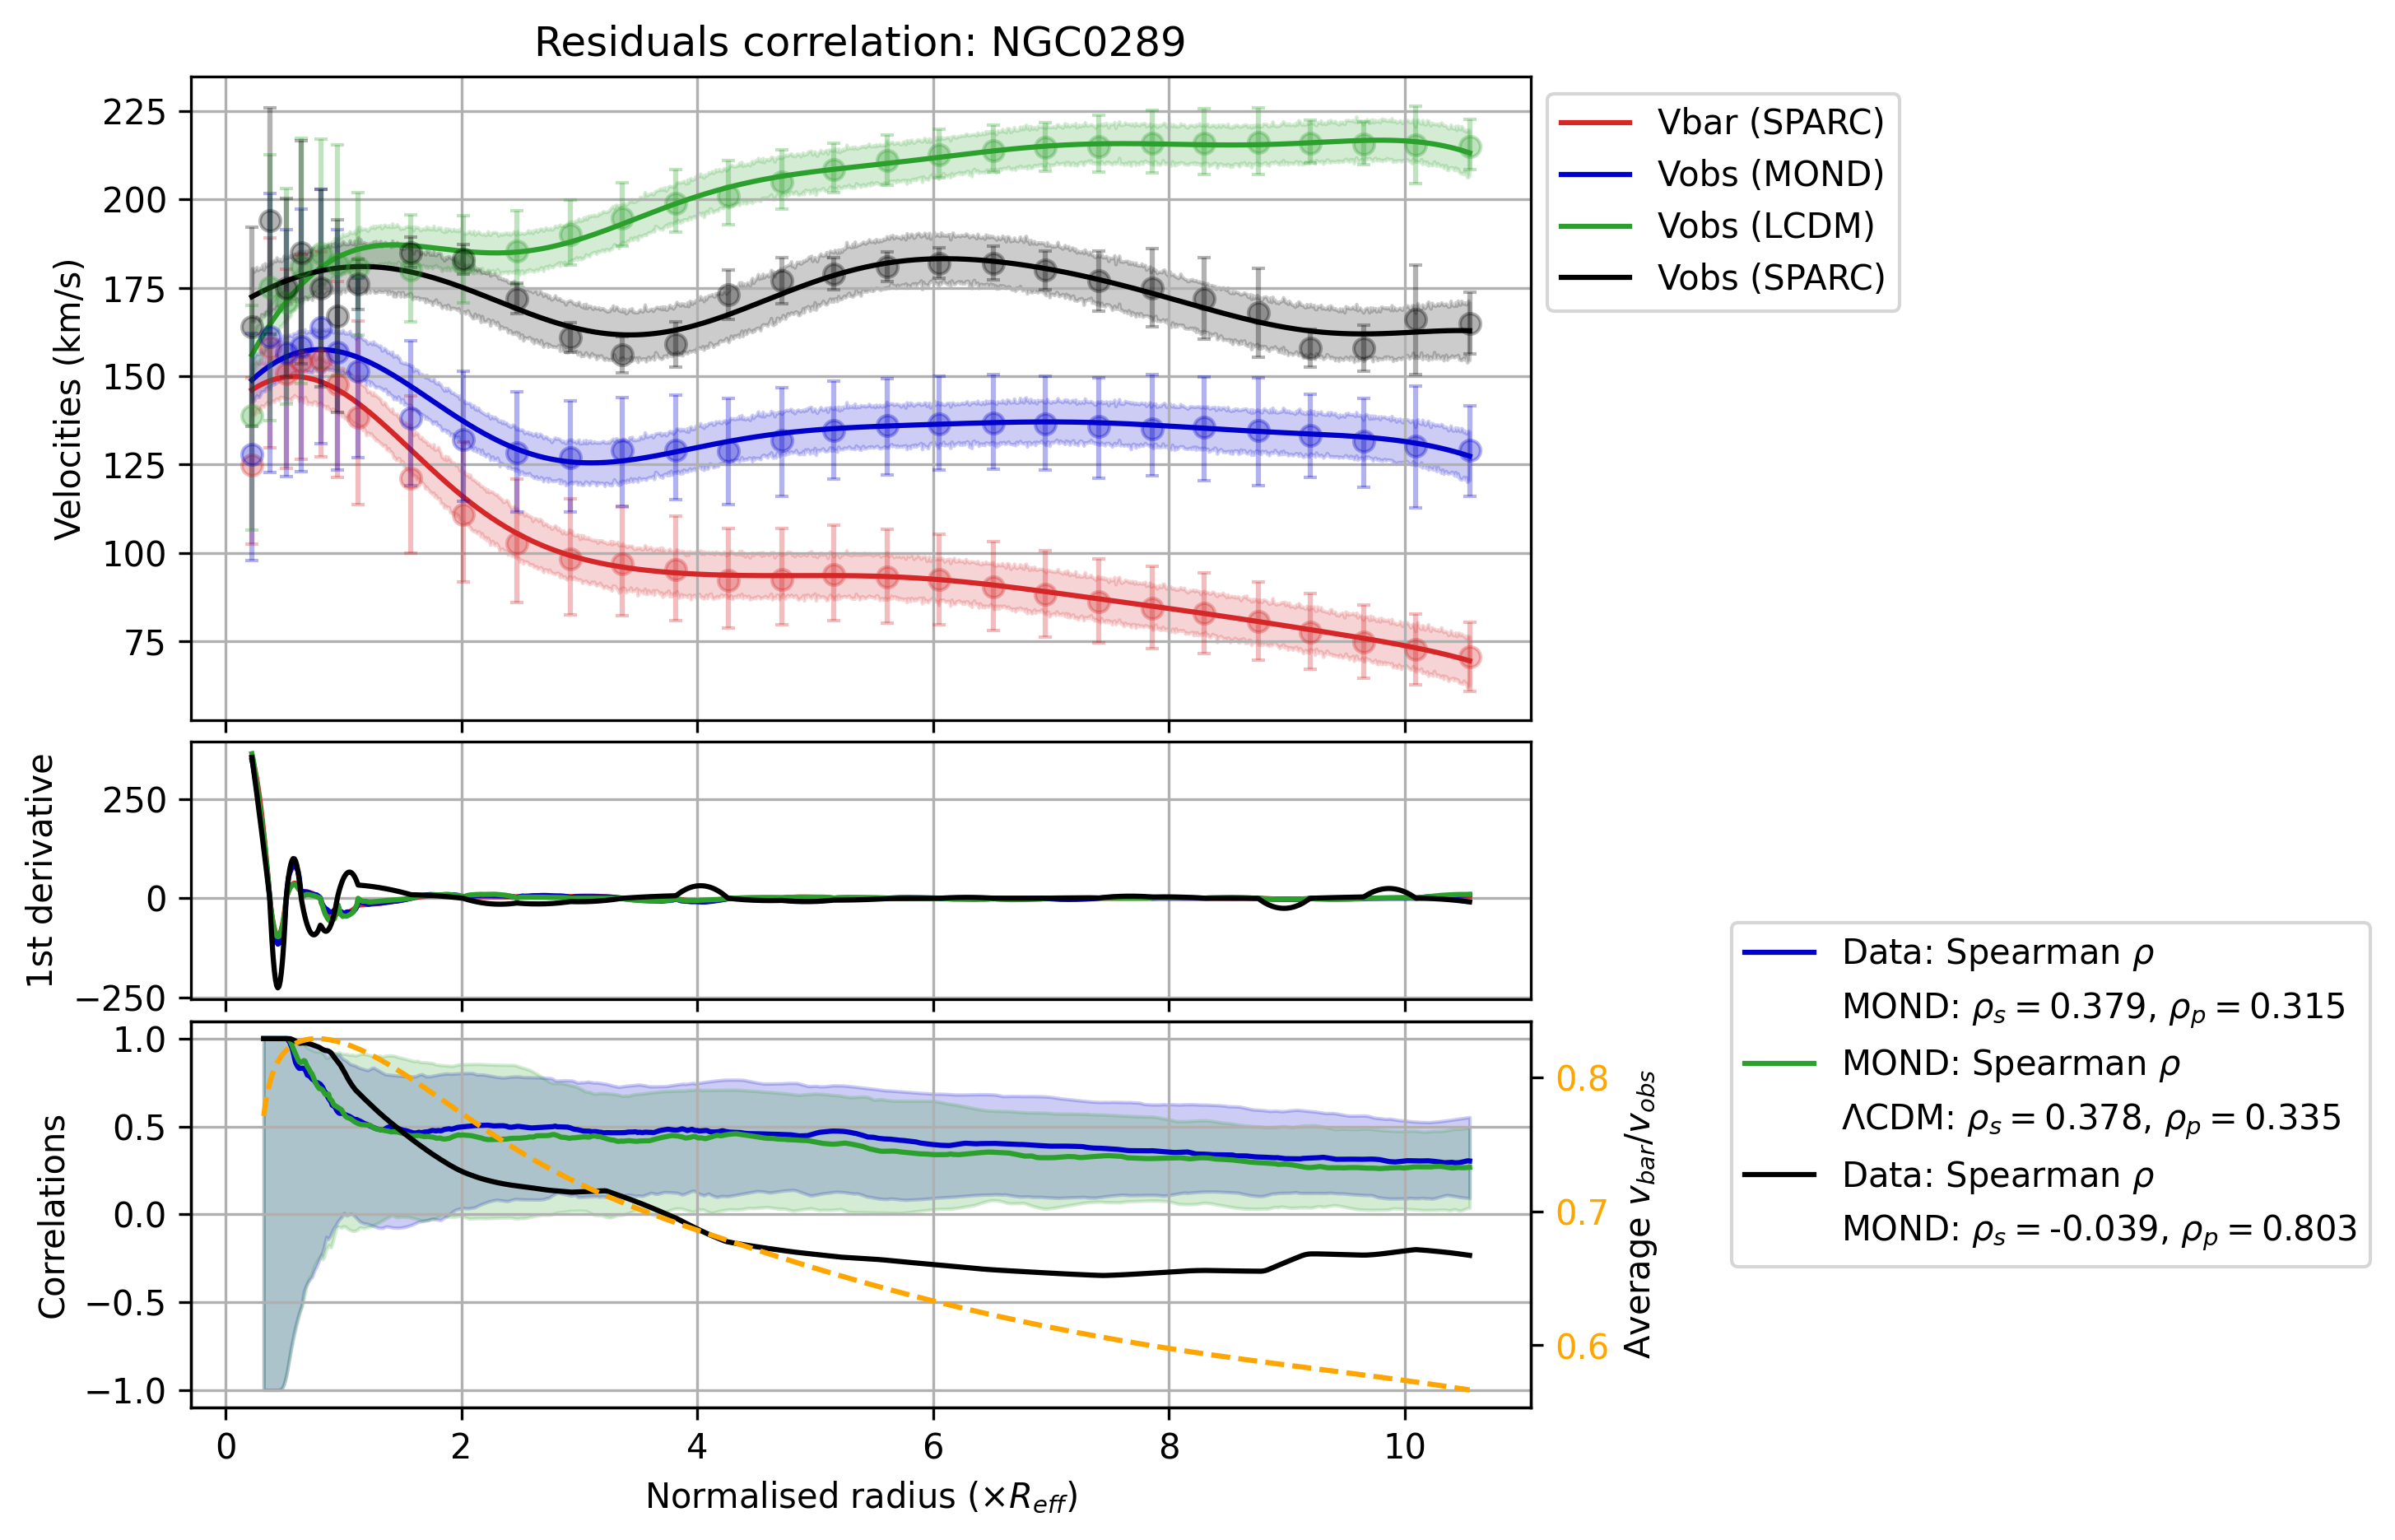 Residuals correlation: NGC0289
Velocities (km/s)
225
200
175
150
125
100
75
Vbar (SPARC)
Vobs (MOND)
Vobs (LCDM)
Vobs (SPARC)
1st derivative
250
0
−250
Correlations
1.0
0.5
0.0
−0.5
−1.0
0.8
0.7
0.6
Average v_bar/v_obs
0 2 4 6 8 10
Normalised radius (×R_eff)
Data: Spearman ρ
MOND: ρ_s = 0.379, ρ_p = 0.315
MOND: Spearman ρ
ΛCDM: ρ_s = 0.378, ρ_p = 0.335
Data: Spearman ρ
MOND: ρ_s = -0.039, ρ_p = 0.803